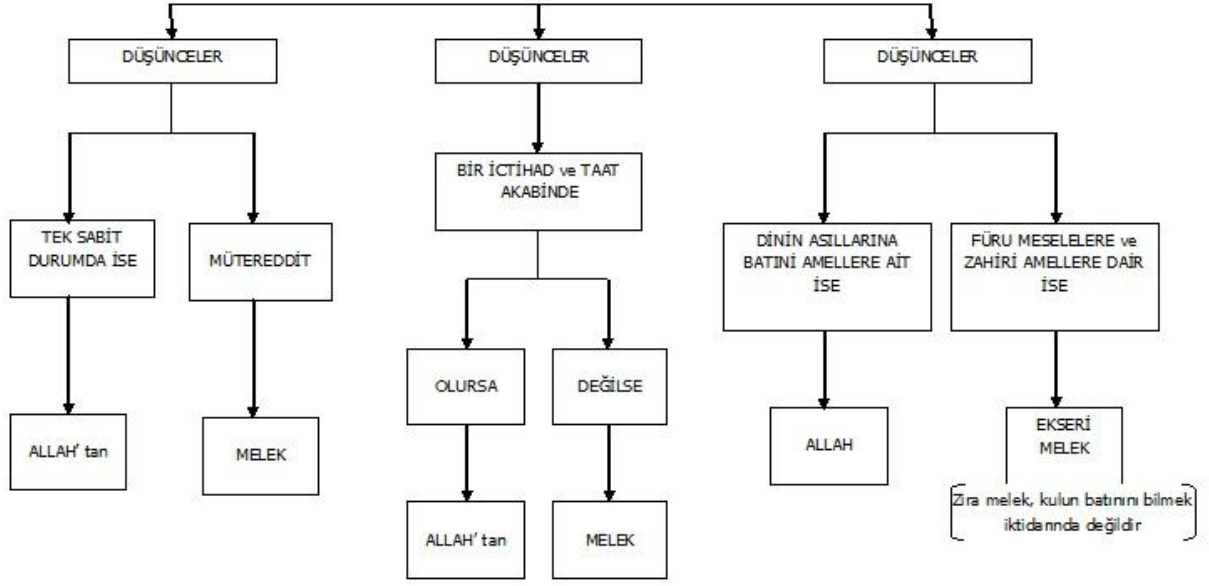 DÜŞÜNCELER
DÜŞÜNCELER
DÜŞÜNCELER
BİR İCTİHAD ve TAAT
AKABİNDE
TEK SABİT
DURUMDA İSE
MÜTEREDDİT
DİNİN ASILLARINA
BATINİ AMELLERE AİT
İSE
FÜRU MESELELERE ve
ZAHİRİ AMELLERE DAİR
İSE
OLURSA
DEĞİLSE
ALLAH' tan
MELEK
ALLAH
EKSERİ
MELEK
Zira melek, kulun batınını bilmek
iktidarında değildir
ALLAH' tan
MELEK